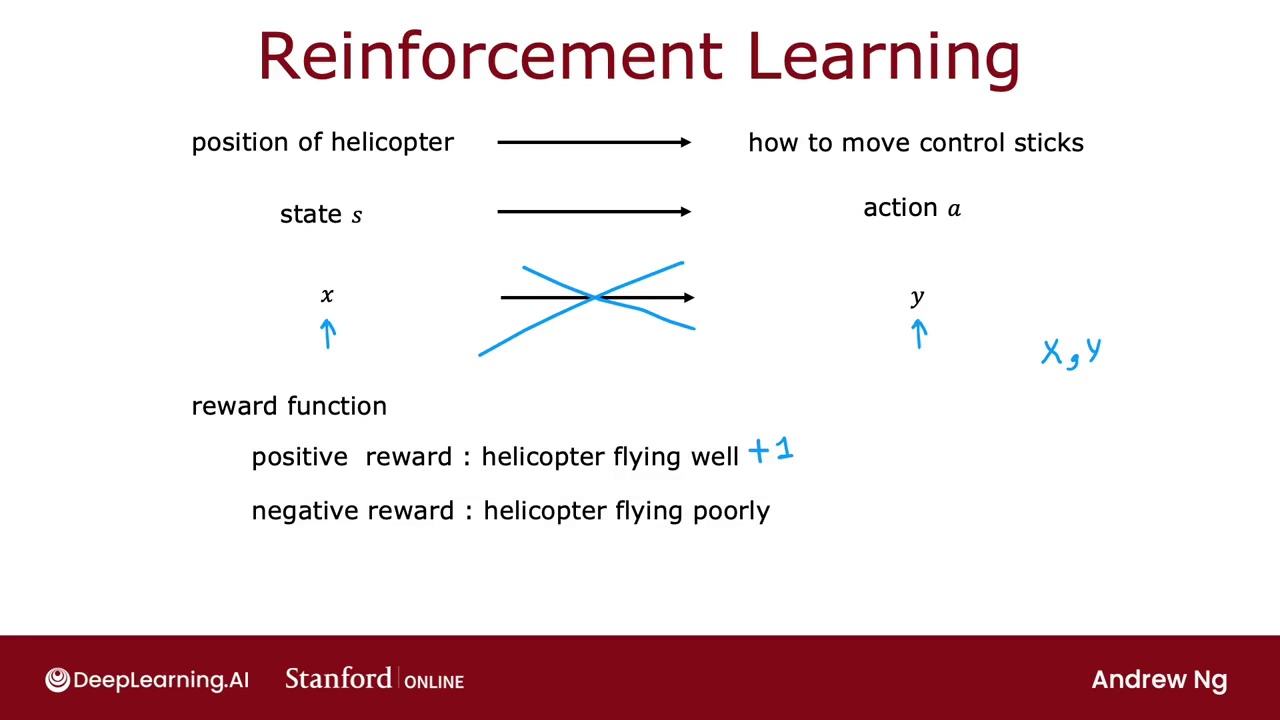 Reinforcement Learning
position of helicopter how to move control sticks
state s action a
x y
x, y
reward function
positive reward : helicopter flying well +1
negative reward : helicopter flying poorly
DeepLearning.AI Stanford ONLINE Andrew Ng